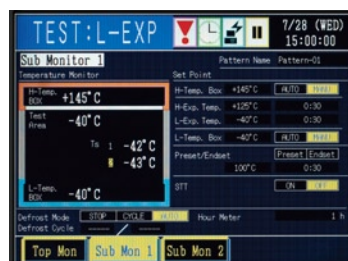 TEST:L-EXP
7/28 (WED)
15:00:00
Sub Monitor 1
Pattern Name Pattern-01
Temperature Monitor
Set Point
H-Temp. BOX +145°C
H-Temp. Box +145°C AUTO
H-Exp. Temp. +125°C 0:30
Test Area -40°C
L-Exp. Temp. -40°C 0:30
L-Temp. Box -40°C AUTO
Ts 1 -42°C
-43°C
Preset/Endset Preset Endset
100°C 0:30
L-Temp. BOX -40°C
STT ON OFF
Defrost Mode STOP CYCLE AUTO Hour Meter 1 h
Defrost Cycle ----- / -----
Top Mon Sub Mon 1 Sub Mon 2